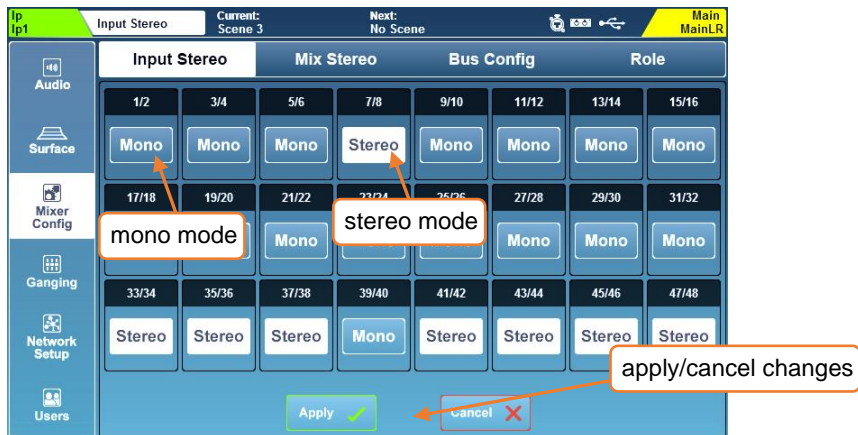 Ip
Ip1
Input Stereo
Current:
Scene 3
Next:
No Scene
Main
MainLR
Audio
Surface
Mixer
Config
Ganging
Network
Setup
Users
Input Stereo Mix Stereo Bus Config Role
1/2 3/4 5/6 7/8 9/10 11/12 13/14 15/16
Mono Mono Mono Stereo Mono Mono Mono Mono
17/18 19/20 21/22 23/24 25/26 27/28 29/30 31/32
mono mode
stereo mode
Mono Mono Mono Mono
33/34 35/36 37/38 39/40 41/42 43/44 45/46 47/48
Stereo Stereo Stereo Mono Stereo Stereo Stereo Stereo
apply/cancel changes
Apply Cancel